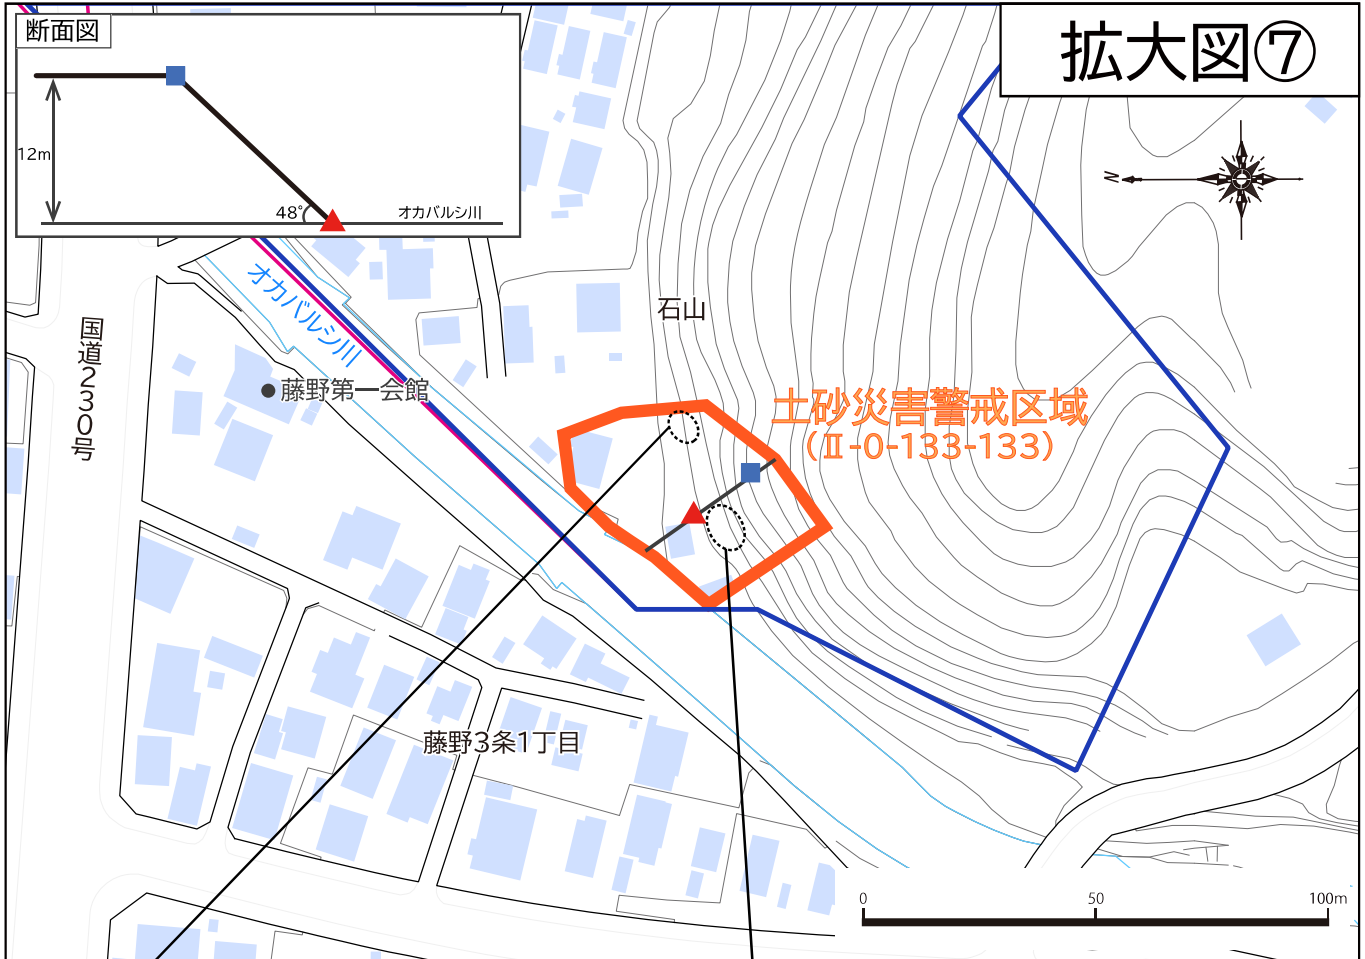 断面図
拡大図⑦
12m
48°
オカバルシ川
N
オカバルシ川
石山
国道230号
藤野第一会館
土砂災害警戒区域
(Ⅱ-0-133-133)
藤野3条1丁目
0 50 100m